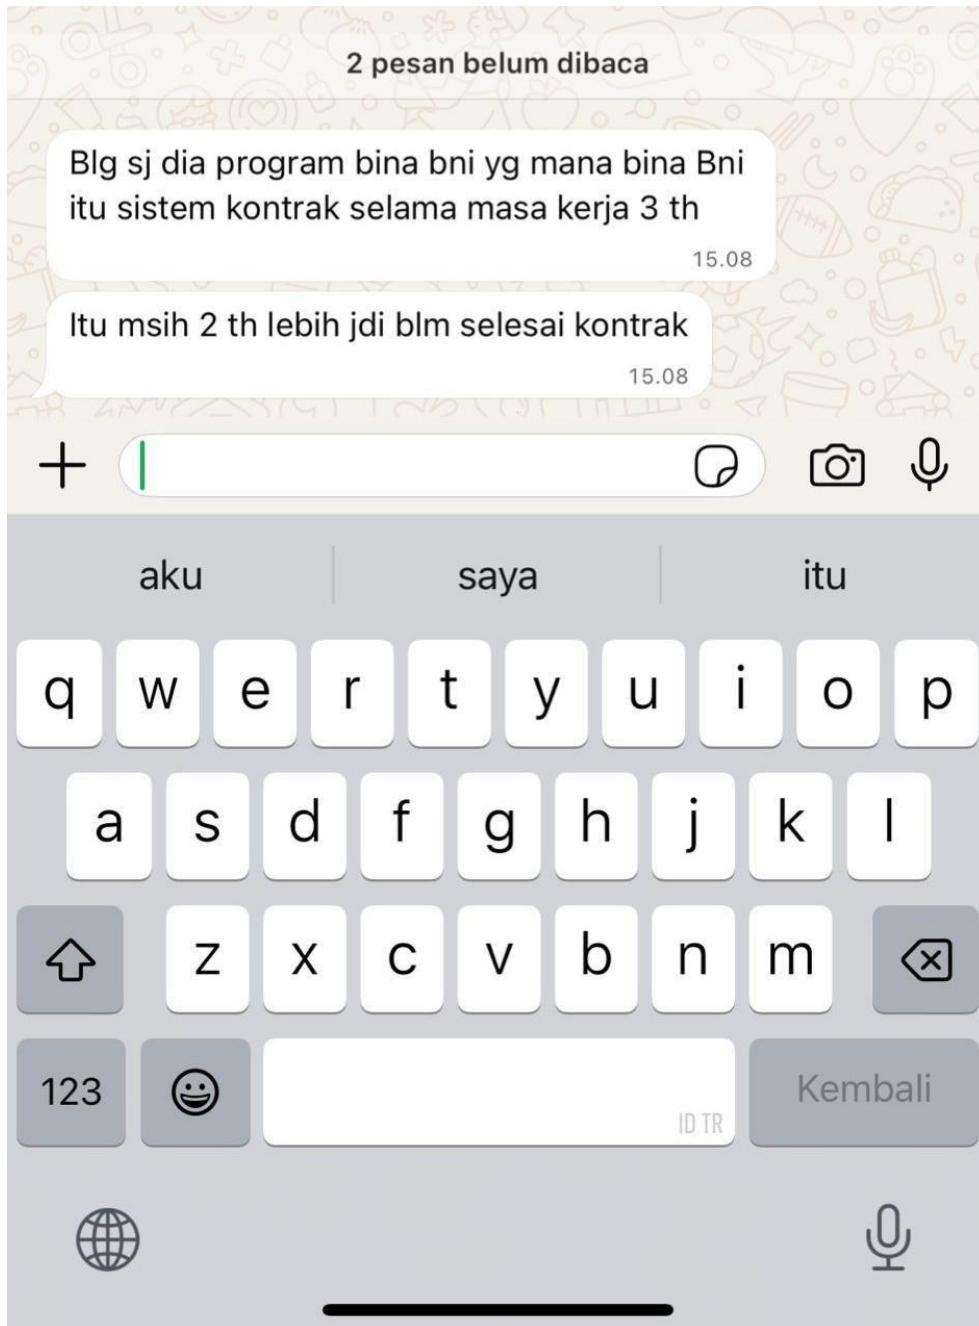 2 pesan belum dibaca
Blg sj dia program bina bni yg mana bina Bni
itu sistem kontrak selama masa kerja 3 th
15.08
Itu msih 2 th lebih jdi blm selesai kontrak
15.08
aku saya itu
q w e r t y u i o p
a s d f g h j k l
z x c v b n m
123 Kembali
ID TR